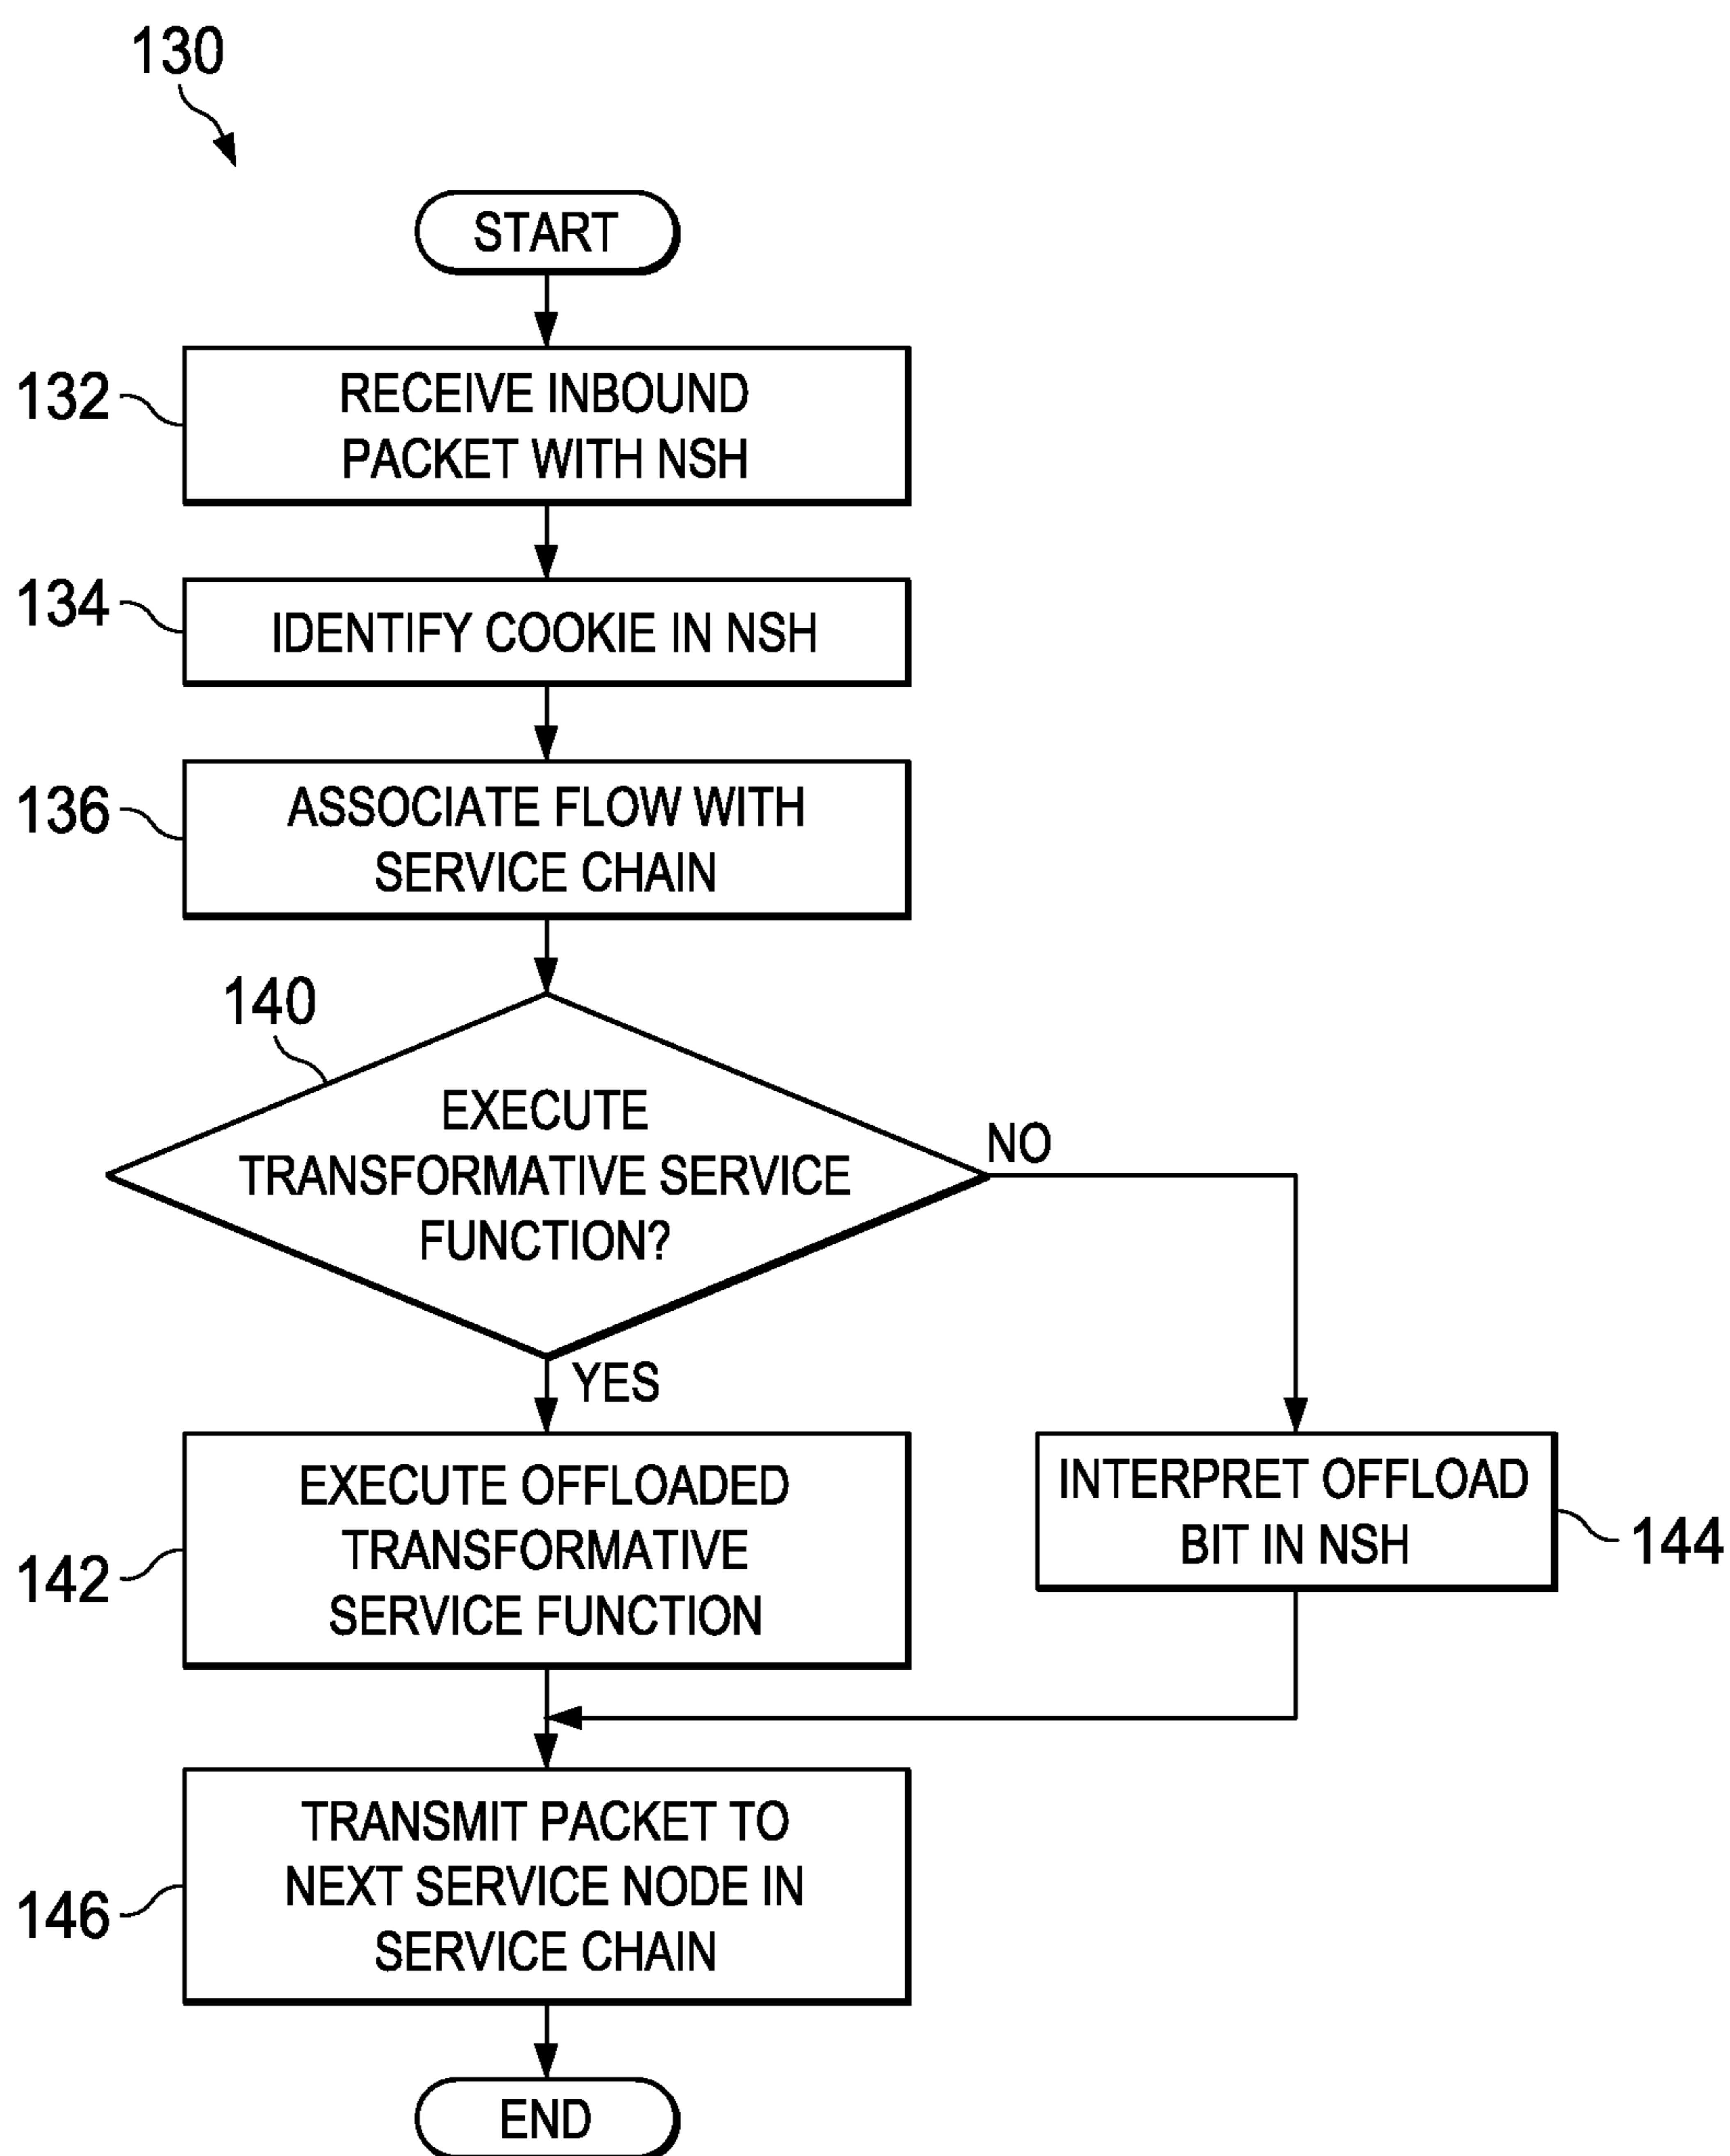 130
START
132
RECEIVE INBOUND
PACKET WITH NSH
134
IDENTIFY COOKIE IN NSH
136
ASSOCIATE FLOW WITH
SERVICE CHAIN
140
EXECUTE
TRANSFORMATIVE SERVICE
FUNCTION?
NO
YES
142
EXECUTE OFFLOADED
TRANSFORMATIVE
SERVICE FUNCTION
INTERPRET OFFLOAD
BIT IN NSH
144
146
TRANSMIT PACKET TO
NEXT SERVICE NODE IN
SERVICE CHAIN
END